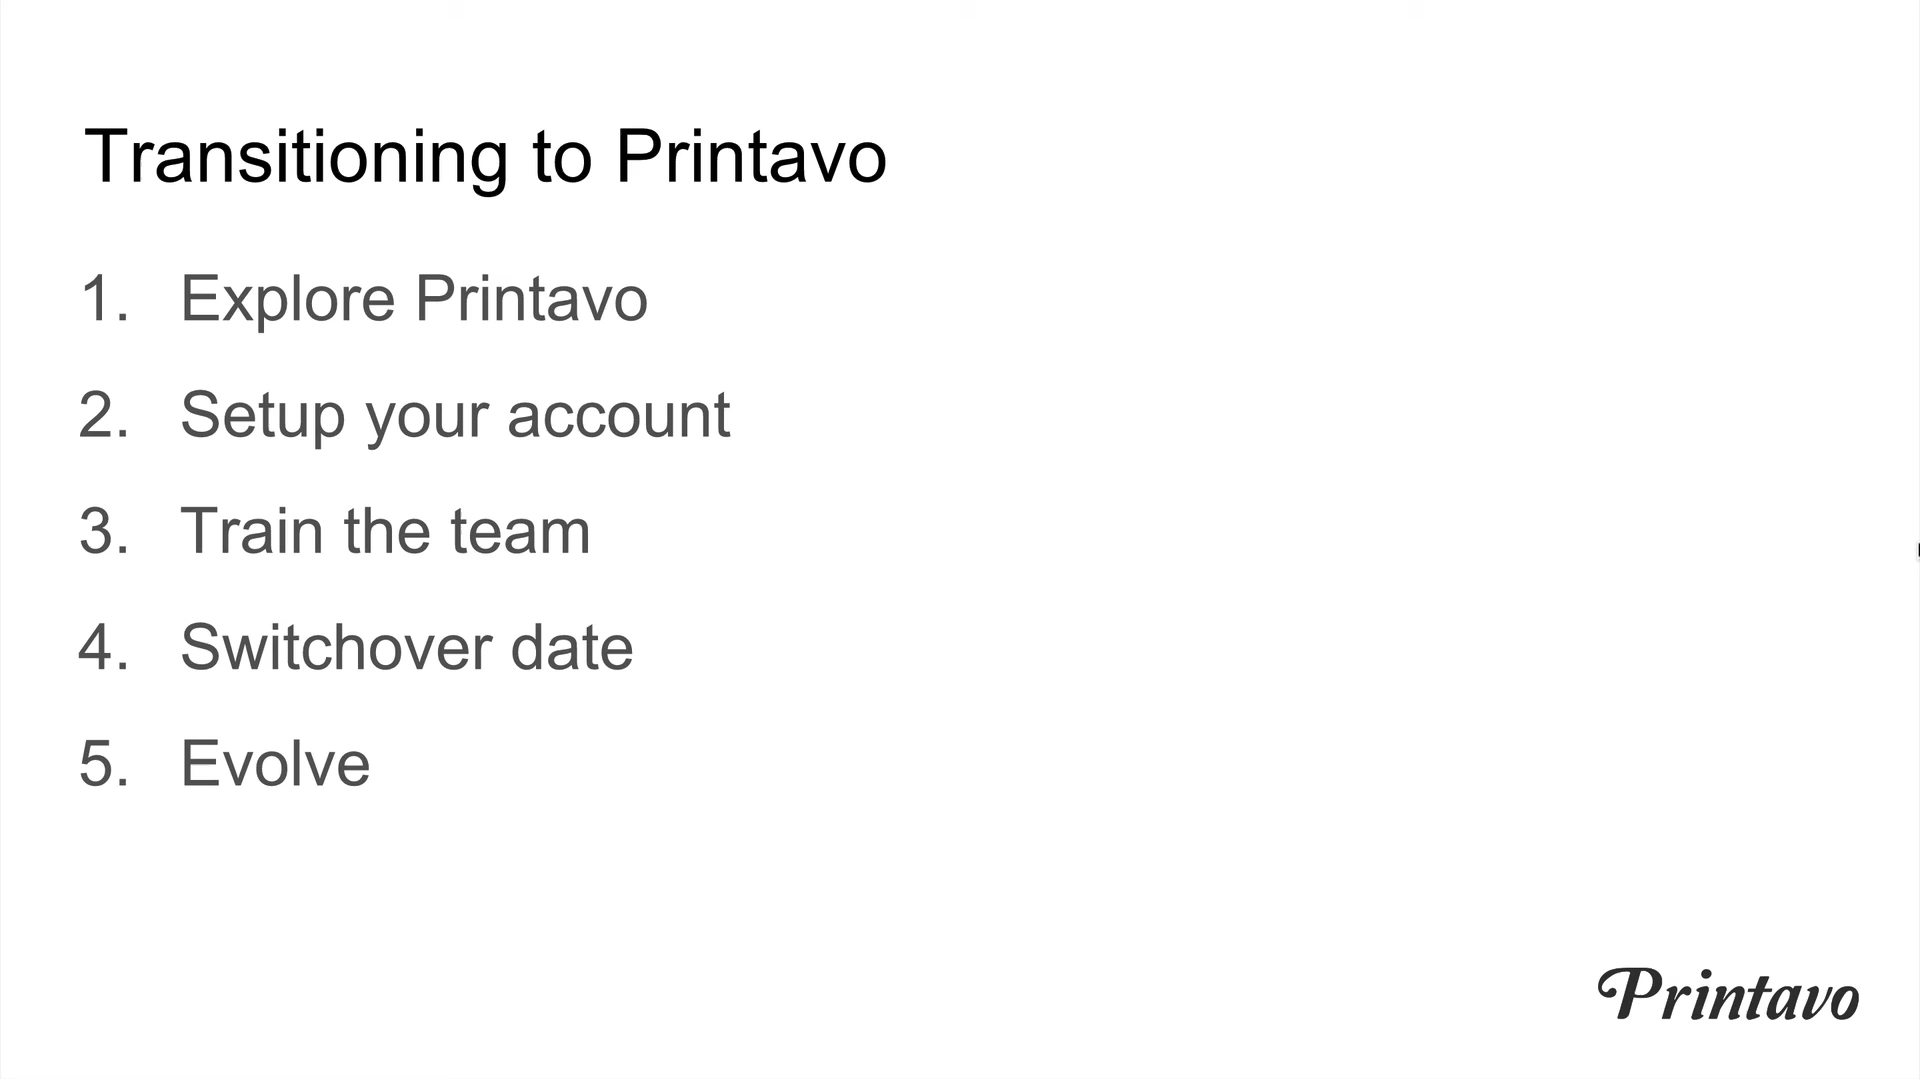 Transitioning to Printavo
1. Explore Printavo
2. Setup your account
3. Train the team
4. Switchover date
5. Evolve
Printavo